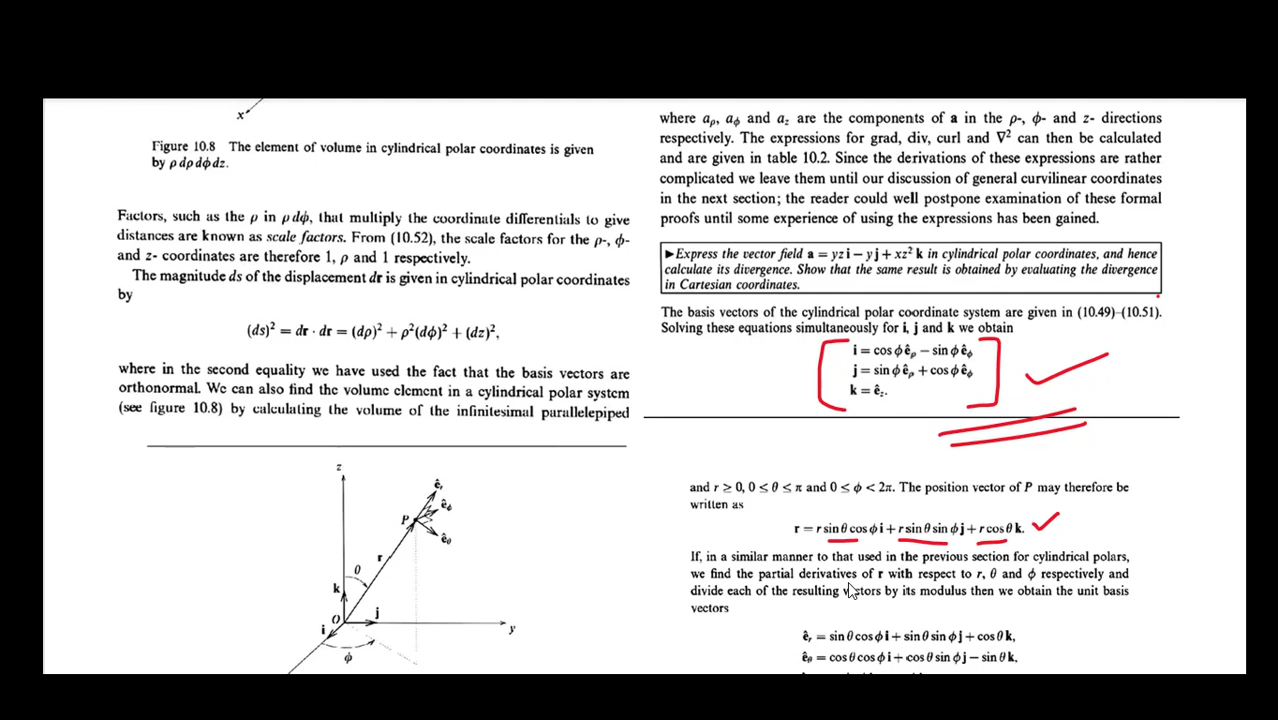 x
Figure 10.8 The element of volume in cylindrical polar coordinates is given
by ρ dρ dϕ dz.
Factors, such as the ρ in ρ dϕ, that multiply the coordinate differentials to give
distances are known as scale factors. From (10.52), the scale factors for the ρ-, ϕ-
and z- coordinates are therefore 1, ρ and 1 respectively.
The magnitude ds of the displacement dr is given in cylindrical polar coordinates
by
(ds)² = dr · dr = (dρ)² + ρ²(dϕ)² + (dz)²,
where in the second equality we have used the fact that the basis vectors are
orthonormal. We can also find the volume element in a cylindrical polar system
(see figure 10.8) by calculating the volume of the infinitesimal parallelepiped
z
ê_r
ê_ϕ
P
ê_θ
r
θ
k
O
j
i
y
ϕ
where a_ρ, a_ϕ and a_z are the components of a in the ρ-, ϕ- and z- directions
respectively. The expressions for grad, div, curl and ∇² can then be calculated
and are given in table 10.2. Since the derivations of these expressions are rather
complicated we leave them until our discussion of general curvilinear coordinates
in the next section; the reader could well postpone examination of these formal
proofs until some experience of using the expressions has been gained.
►Express the vector field a = yz i − y j + xz² k in cylindrical polar coordinates, and hence
calculate its divergence. Show that the same result is obtained by evaluating the divergence
in Cartesian coordinates.
The basis vectors of the cylindrical polar coordinate system are given in (10.49)–(10.51).
Solving these equations simultaneously for i, j and k we obtain
i = cos ϕ ê_ρ − sin ϕ ê_ϕ
j = sin ϕ ê_ρ + cos ϕ ê_ϕ
k = ê_z.
and r ≥ 0, 0 ≤ θ ≤ π and 0 ≤ ϕ < 2π. The position vector of P may therefore be
written as
r = r sin θ cos ϕ i + r sin θ sin ϕ j + r cos θ k.
If, in a similar manner to that used in the previous section for cylindrical polars,
we find the partial derivatives of r with respect to r, θ and ϕ respectively and
divide each of the resulting vectors by its modulus then we obtain the unit basis
vectors
ê_r = sin θ cos ϕ i + sin θ sin ϕ j + cos θ k,
ê_θ = cos θ cos ϕ i + cos θ sin ϕ j − sin θ k,